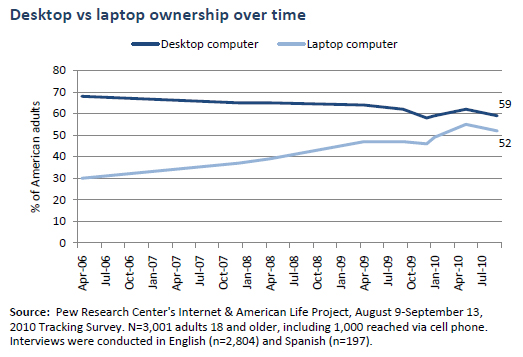 Desktop vs laptop ownership over time
Desktop computer
Laptop computer
% of American adults
80
70
60
50
40
30
20
10
0
59
52
Apr-06
Jul-06
Oct-06
Jan-07
Apr-07
Jul-07
Oct-07
Jan-08
Apr-08
Jul-08
Oct-08
Jan-09
Apr-09
Jul-09
Oct-09
Jan-10
Apr-10
Jul-10
Source: Pew Research Center's Internet & American Life Project, August 9-September 13,
2010 Tracking Survey. N=3,001 adults 18 and older, including 1,000 reached via cell phone.
Interviews were conducted in English (n=2,804) and Spanish (n=197).